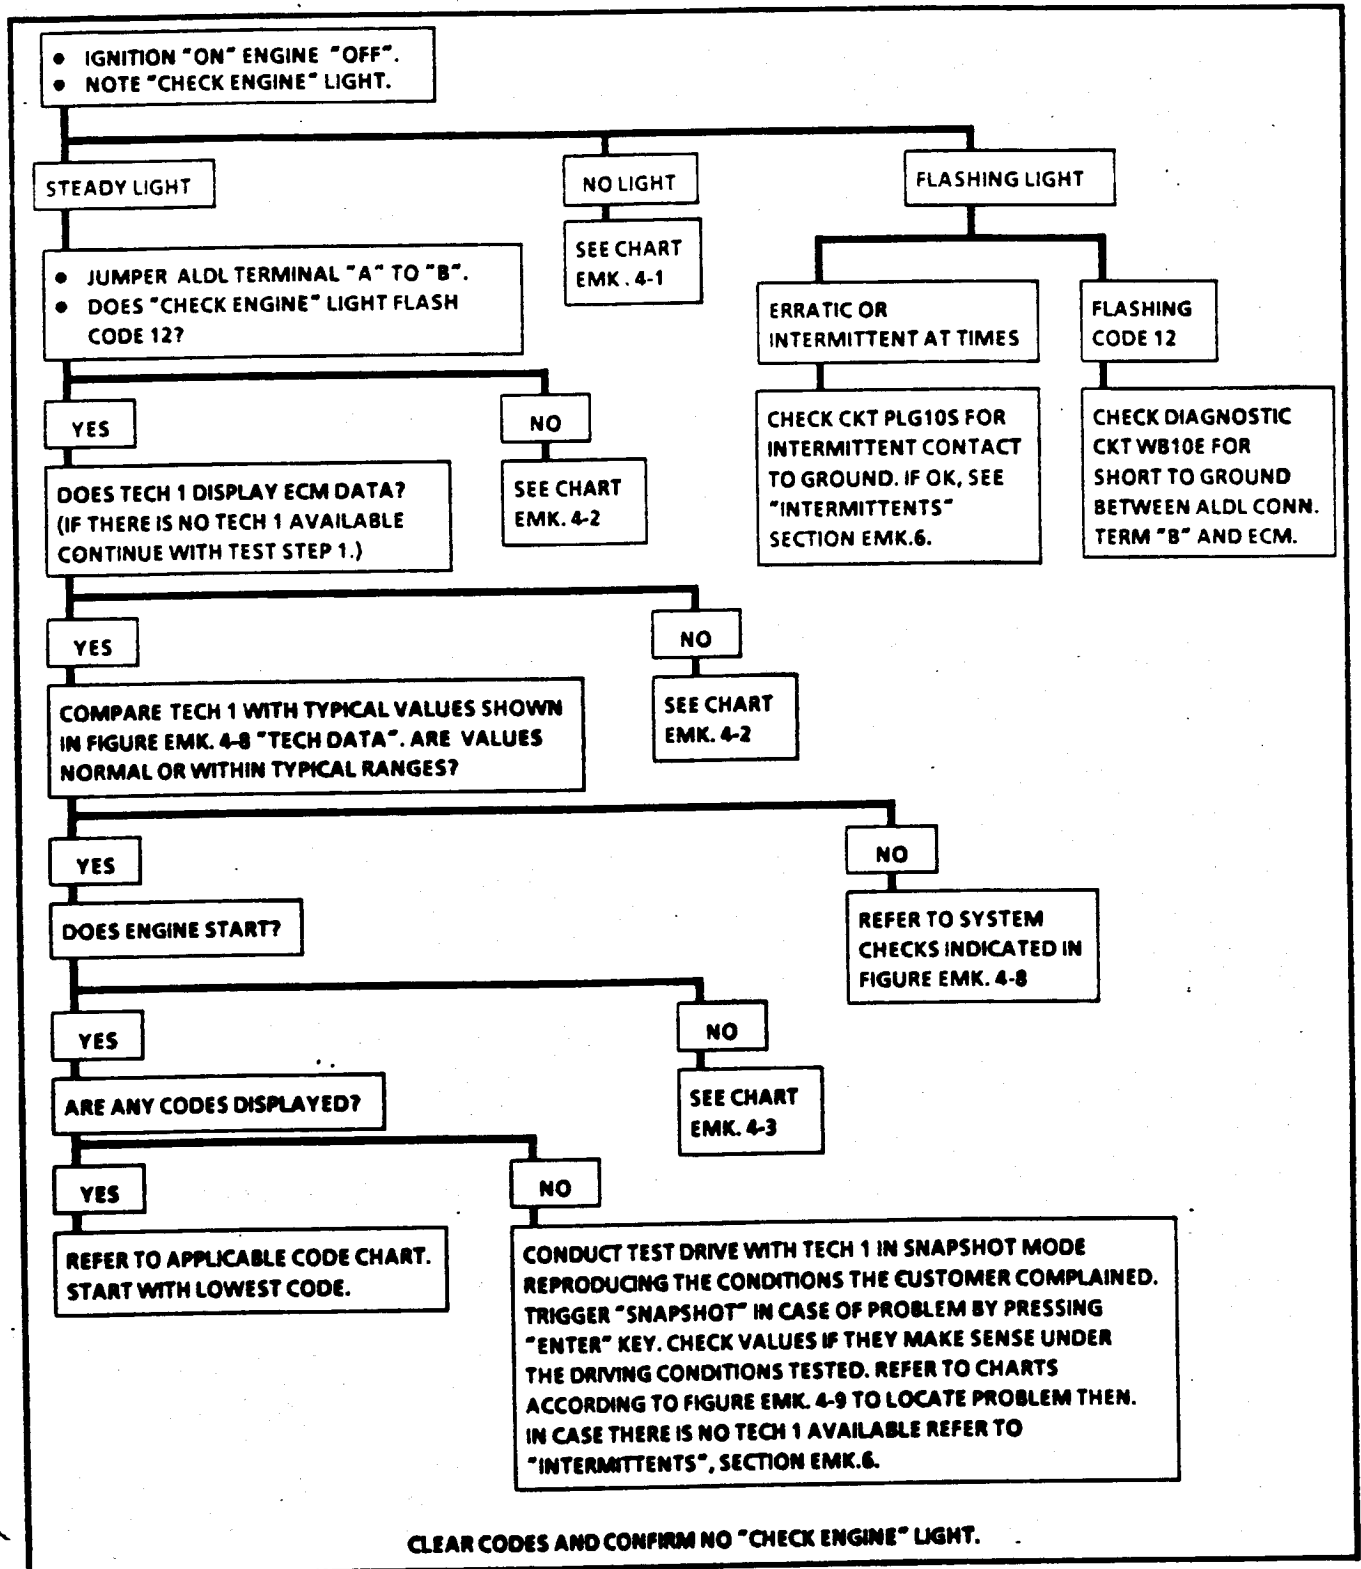 • IGNITION "ON" ENGINE "OFF".
• NOTE "CHECK ENGINE" LIGHT.
STEADY LIGHT
NO LIGHT
FLASHING LIGHT
SEE CHART
EMK . 4-1
• JUMPER ALDL TERMINAL "A" TO "B".
• DOES "CHECK ENGINE" LIGHT FLASH
CODE 12?
ERRATIC OR
INTERMITTENT AT TIMES
FLASHING
CODE 12
YES
NO
CHECK CKT PLG10S FOR
INTERMITTENT CONTACT
TO GROUND. IF OK, SEE
"INTERMITTENTS"
SECTION EMK.6.
CHECK DIAGNOSTIC
CKT WB10E FOR
SHORT TO GROUND
BETWEEN ALDL CONN.
TERM "B" AND ECM.
DOES TECH 1 DISPLAY ECM DATA?
(IF THERE IS NO TECH 1 AVAILABLE
CONTINUE WITH TEST STEP 1.)
SEE CHART
EMK. 4-2
YES
NO
COMPARE TECH 1 WITH TYPICAL VALUES SHOWN
IN FIGURE EMK. 4-8 "TECH DATA". ARE VALUES
NORMAL OR WITHIN TYPICAL RANGES?
SEE CHART
EMK. 4-2
YES
NO
DOES ENGINE START?
REFER TO SYSTEM
CHECKS INDICATED IN
FIGURE EMK. 4-8
YES
NO
ARE ANY CODES DISPLAYED?
SEE CHART
EMK. 4-3
YES
NO
REFER TO APPLICABLE CODE CHART.
START WITH LOWEST CODE.
CONDUCT TEST DRIVE WITH TECH 1 IN SNAPSHOT MODE
REPRODUCING THE CONDITIONS THE CUSTOMER COMPLAINED.
TRIGGER "SNAPSHOT" IN CASE OF PROBLEM BY PRESSING
"ENTER" KEY. CHECK VALUES IF THEY MAKE SENSE UNDER
THE DRIVING CONDITIONS TESTED. REFER TO CHARTS
ACCORDING TO FIGURE EMK. 4-9 TO LOCATE PROBLEM THEN.
IN CASE THERE IS NO TECH 1 AVAILABLE REFER TO
"INTERMITTENTS", SECTION EMK.6.
CLEAR CODES AND CONFIRM NO "CHECK ENGINE" LIGHT.